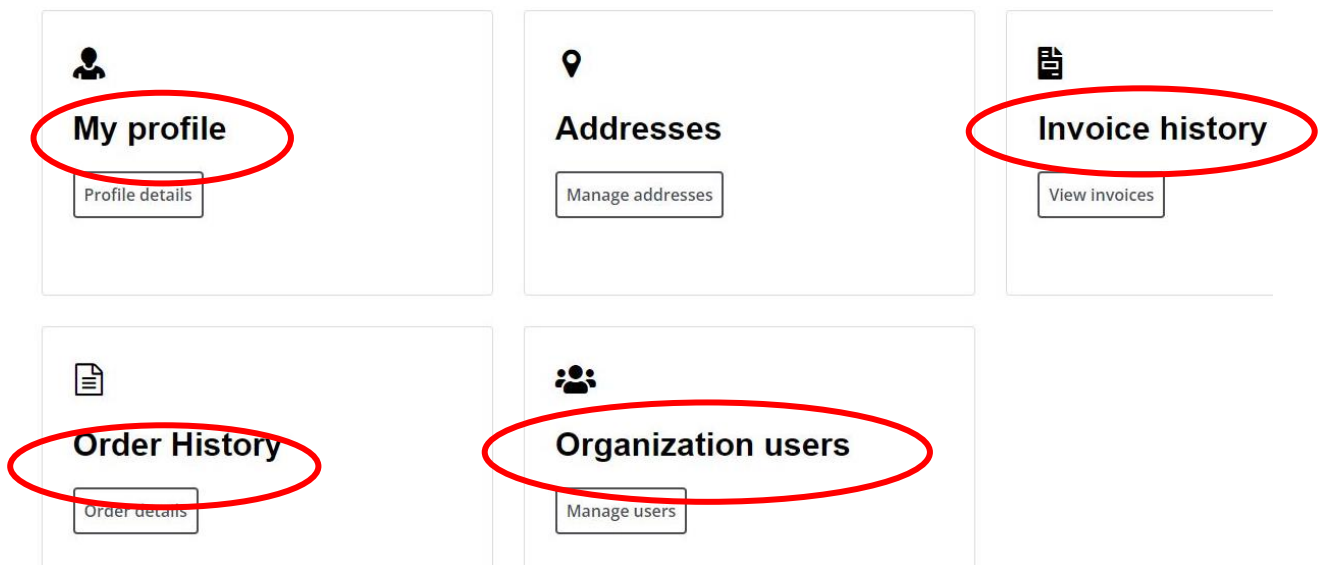 My profile
Profile details
Addresses
Manage addresses
Invoice history
View invoices
Order History
Order details
Organization users
Manage users